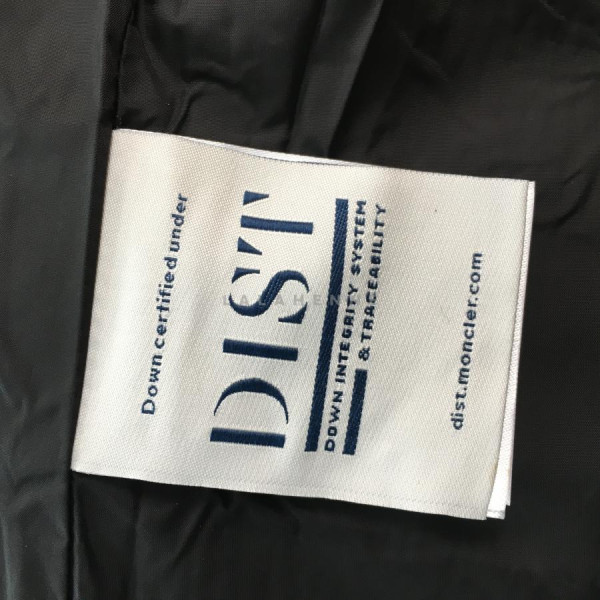 Down certified under
DIST
DOWN INTEGRITY SYSTEM
& TRACEABILITY
dist.moncler.com